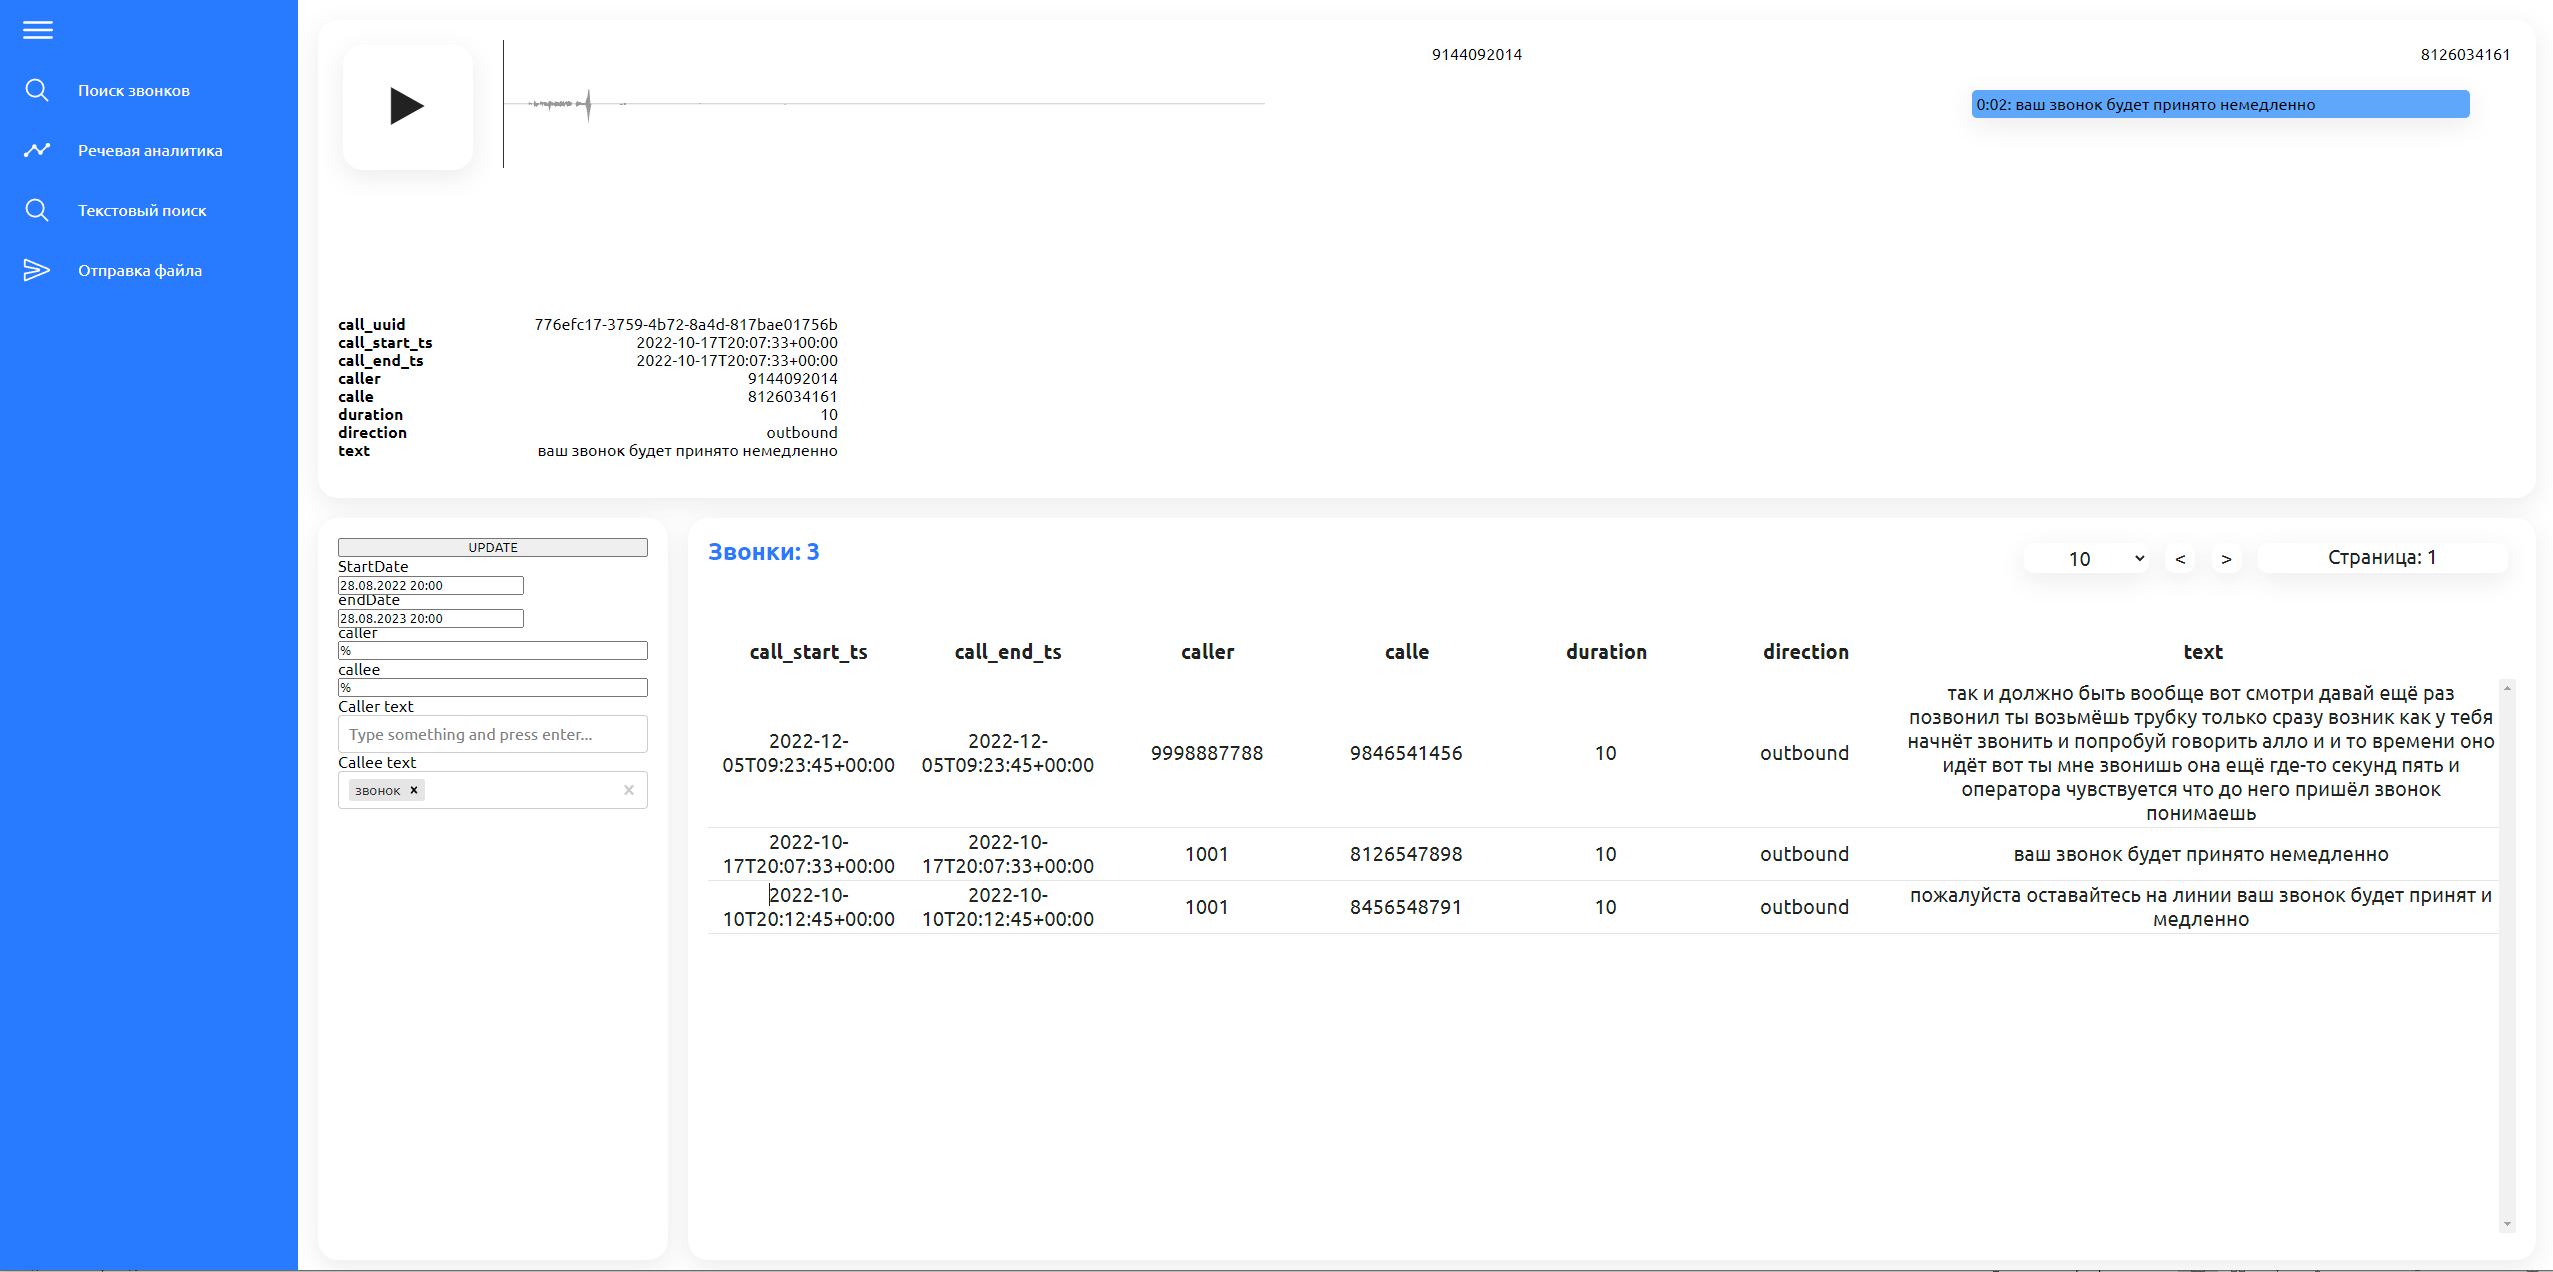 Поиск звонков
Речевая аналитика
Текстовый поиск
Отправка файла
9144092014
8126034161
0:02: ваш звонок будет принято немедленно
call_uuid 776efc17-3759-4b72-8a4d-817bae01756b
call_start_ts 2022-10-17T20:07:33+00:00
call_end_ts 2022-10-17T20:07:33+00:00
caller 9144092014
calle 8126034161
duration 10
direction outbound
text ваш звонок будет принято немедленно
UPDATE
StartDate
28.08.2022 20:00
endDate
28.08.2023 20:00
caller
%
callee
%
Caller text
Type something and press enter...
Callee text
звонок ×
×
Звонки: 3
10 < > Страница: 1
call_start_ts call_end_ts caller calle duration direction text
так и должно быть вообще вот смотри давай ещё раз
позвонил ты возьмёшь трубку только сразу возник как у тебя
2022-12- 2022-12- начнёт звонить и попробуй говорить алло и и то времени оно
05T09:23:45+00:00 05T09:23:45+00:00 9998887788 9846541456 10 outbound идёт вот ты мне звонишь она ещё где-то секунд пять и
оператора чувствуется что до него пришёл звонок
понимаешь
2022-10- 2022-10-
17T20:07:33+00:00 17T20:07:33+00:00 1001 8126547898 10 outbound ваш звонок будет принято немедленно
2022-10- 2022-10- пожалуйста оставайтесь на линии ваш звонок будет принят и
10T20:12:45+00:00 10T20:12:45+00:00 1001 8456548791 10 outbound медленно